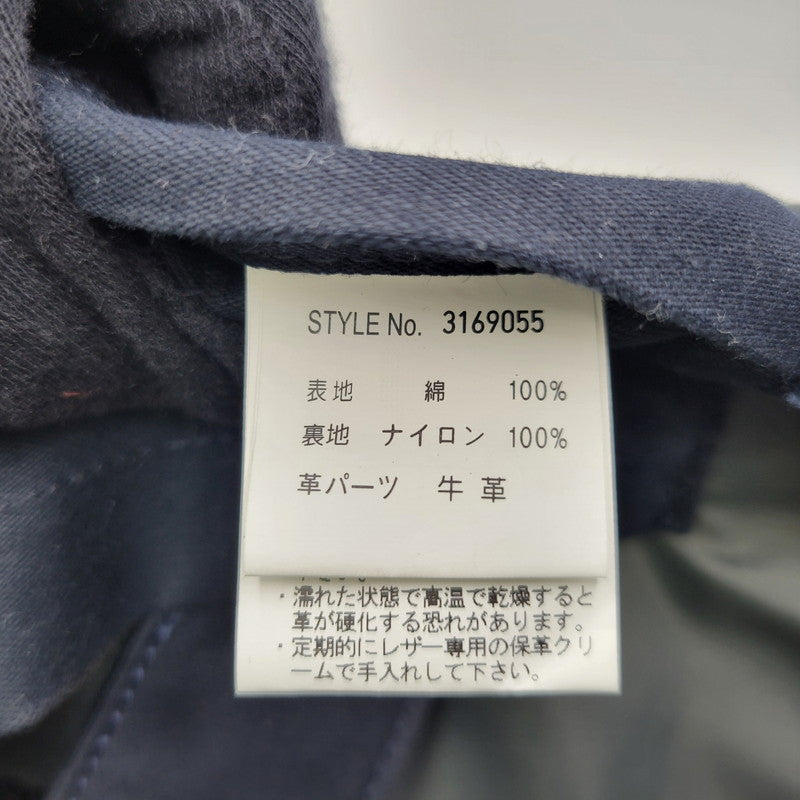 STYLE No. 3169055
表地 綿 100%
裏地 ナイロン 100%
革パーツ 牛革
・濡れた状態で高温で乾燥すると
革が硬化する恐れがあります。
・定期的にレザー専用の保革クリ
ームで手入れして下さい。